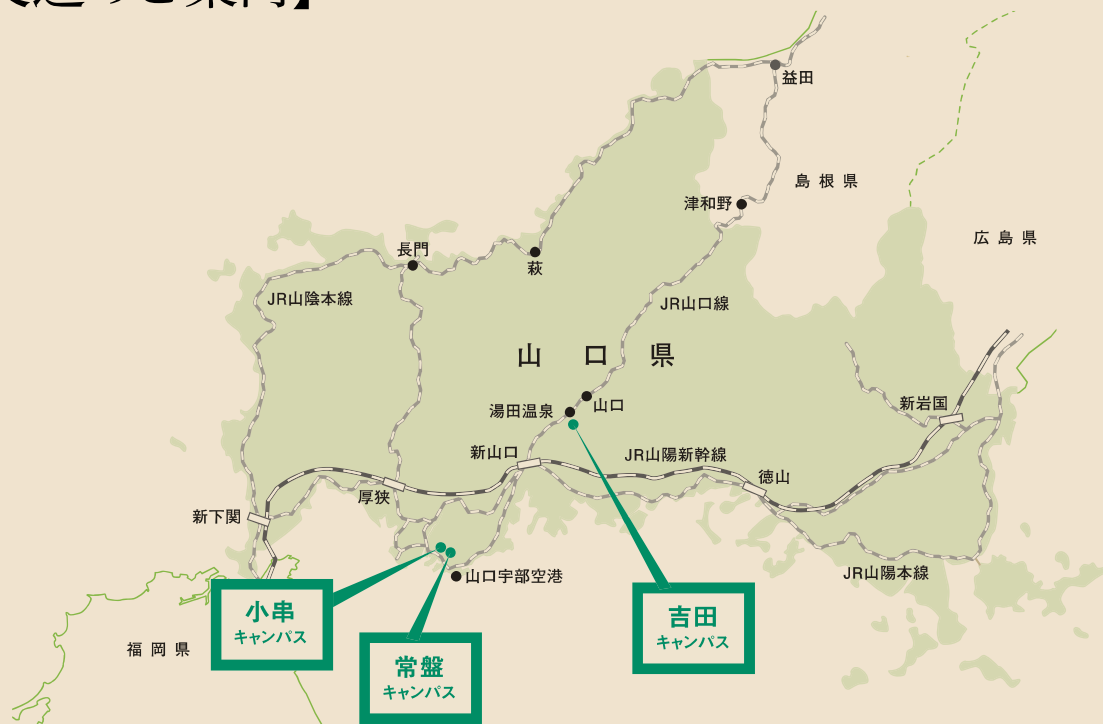 益田
島根県
津和野
広島県
長門
萩
JR山陰本線
JR山口線
山口県
山口
湯田温泉
新岩国
新山口
JR山陽新幹線
徳山
厚狭
新下関
山口宇部空港
JR山陽本線
小串
キャンパス
吉田
キャンパス
福岡県
常盤
キャンパス